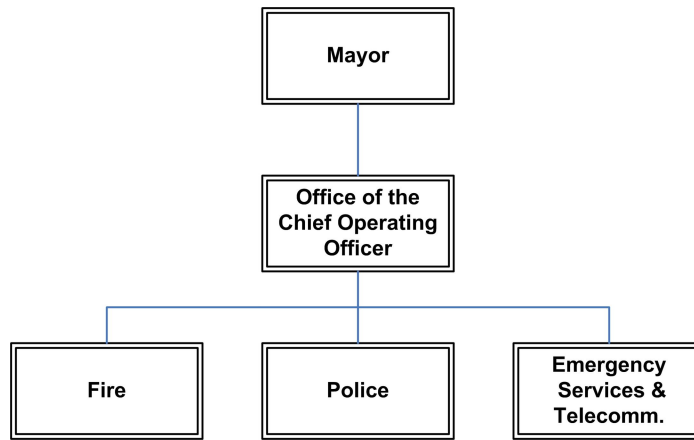 Mayor
Office of the
Chief Operating
Officer
Fire
Police
Emergency
Services &
Telecomm.